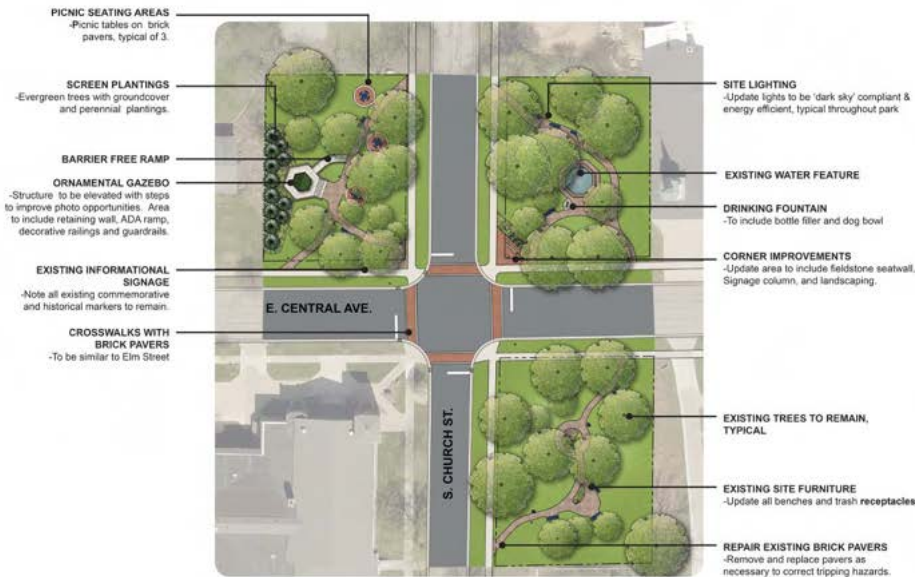 PICNIC SEATING AREAS
-Picnic tables on brick
pavers, typical of 3.
SCREEN PLANTINGS
-Evergreen trees with groundcover
and perennial plantings.
BARRIER FREE RAMP
ORNAMENTAL GAZEBO
-Structure to be elevated with steps
to improve photo opportunities. Area
to include retaining wall, ADA ramp,
decorative railings and guardrails.
EXISTING INFORMATIONAL
SIGNAGE
-Note all existing commemorative
and historical markers to remain.
CROSSWALKS WITH
BRICK PAVERS
-To be similar to Elm Street
E. CENTRAL AVE.
S. CHURCH ST.
SITE LIGHTING
-Update lights to be 'dark sky' compliant &
energy efficient, typical throughout park
EXISTING WATER FEATURE
DRINKING FOUNTAIN
-To include bottle filler and dog bowl
CORNER IMPROVEMENTS
-Update area to include fieldstone seatwall,
Signage column, and landscaping.
EXISTING TREES TO REMAIN,
TYPICAL
EXISTING SITE FURNITURE
-Update all benches and trash receptacles
REPAIR EXISTING BRICK PAVERS
-Remove and replace pavers as
necessary to correct tripping hazards.